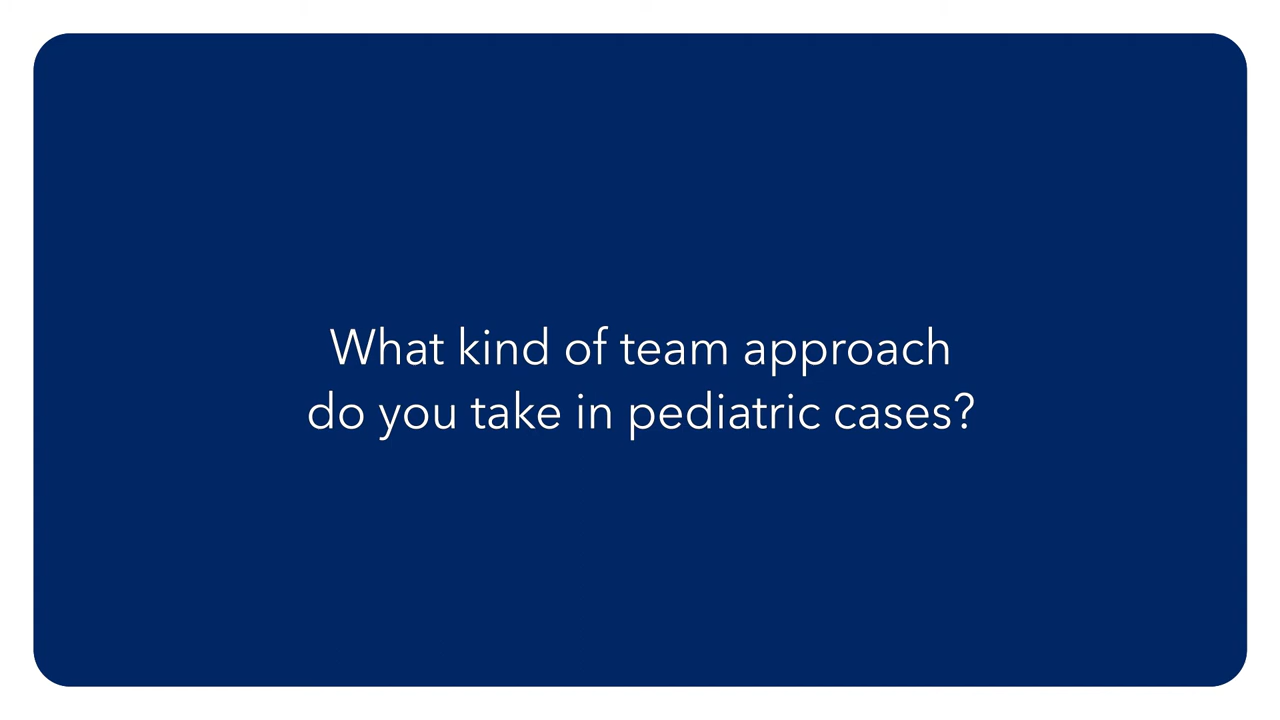 What kind of team approach
do you take in pediatric cases?